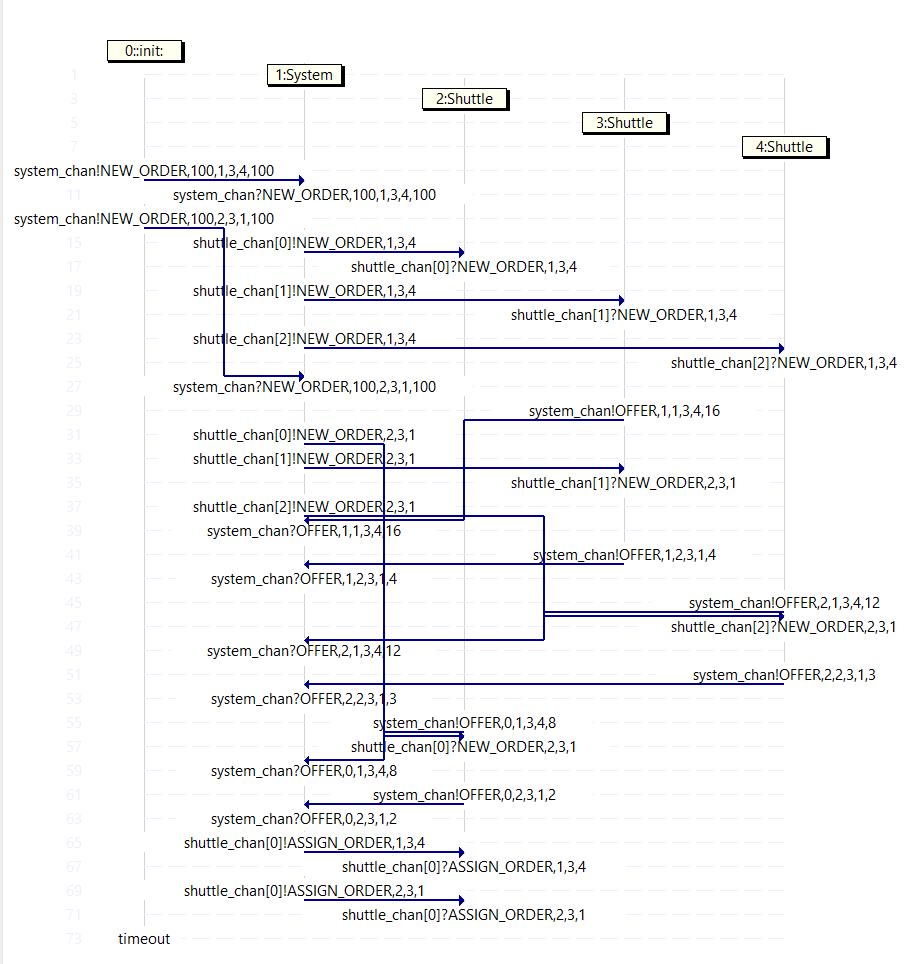 0::init:
1
1:System
3
2:Shuttle
5
3:Shuttle
7
4:Shuttle
system_chan!NEW_ORDER,100,1,3,4,100
11
system_chan?NEW_ORDER,100,1,3,4,100
system_chan!NEW_ORDER,100,2,3,1,100
15
shuttle_chan[0]!NEW_ORDER,1,3,4
17
shuttle_chan[0]?NEW_ORDER,1,3,4
19
shuttle_chan[1]!NEW_ORDER,1,3,4
21
shuttle_chan[1]?NEW_ORDER,1,3,4
23
shuttle_chan[2]!NEW_ORDER,1,3,4
25
shuttle_chan[2]?NEW_ORDER,1,3,4
27
system_chan?NEW_ORDER,100,2,3,1,100
29
system_chan!OFFER,1,1,3,4,16
31
shuttle_chan[0]!NEW_ORDER,2,3,1
33
shuttle_chan[1]!NEW_ORDER,2,3,1
35
shuttle_chan[1]?NEW_ORDER,2,3,1
37
shuttle_chan[2]!NEW_ORDER,2,3,1
39
system_chan?OFFER,1,1,3,4,16
41
system_chan!OFFER,1,2,3,1,4
43
system_chan?OFFER,1,2,3,1,4
45
system_chan!OFFER,2,1,3,4,12
47
shuttle_chan[2]?NEW_ORDER,2,3,1
49
system_chan?OFFER,2,1,3,4,12
51
system_chan!OFFER,2,2,3,1,3
53
system_chan?OFFER,2,2,3,1,3
55
system_chan!OFFER,0,1,3,4,8
57
shuttle_chan[0]?NEW_ORDER,2,3,1
59
system_chan?OFFER,0,1,3,4,8
61
system_chan!OFFER,0,2,3,1,2
63
system_chan?OFFER,0,2,3,1,2
65
shuttle_chan[0]!ASSIGN_ORDER,1,3,4
67
shuttle_chan[0]?ASSIGN_ORDER,1,3,4
69
shuttle_chan[0]!ASSIGN_ORDER,2,3,1
71
shuttle_chan[0]?ASSIGN_ORDER,2,3,1
73
timeout